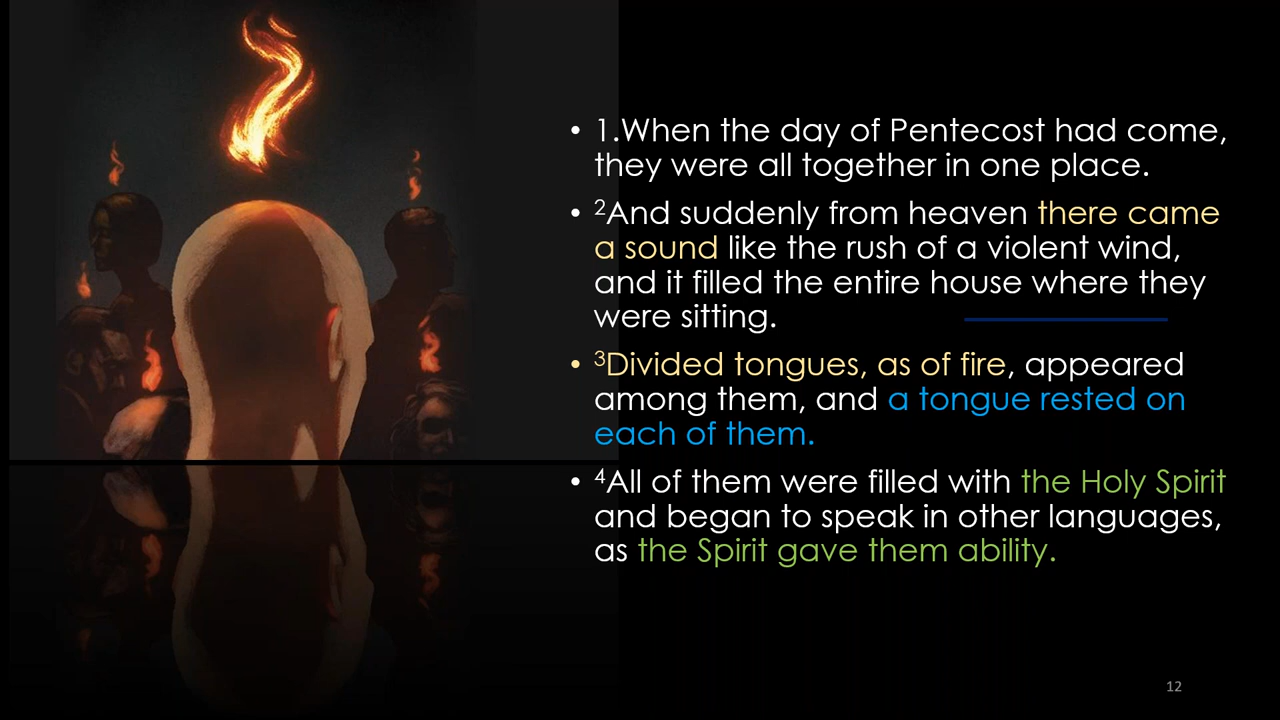 • 1.When the day of Pentecost had come,
they were all together in one place.
• ²And suddenly from heaven there came
a sound like the rush of a violent wind,
and it filled the entire house where they
were sitting.
• ³Divided tongues, as of fire, appeared
among them, and a tongue rested on
each of them.
• ⁴All of them were filled with the Holy Spirit
and began to speak in other languages,
as the Spirit gave them ability.
12